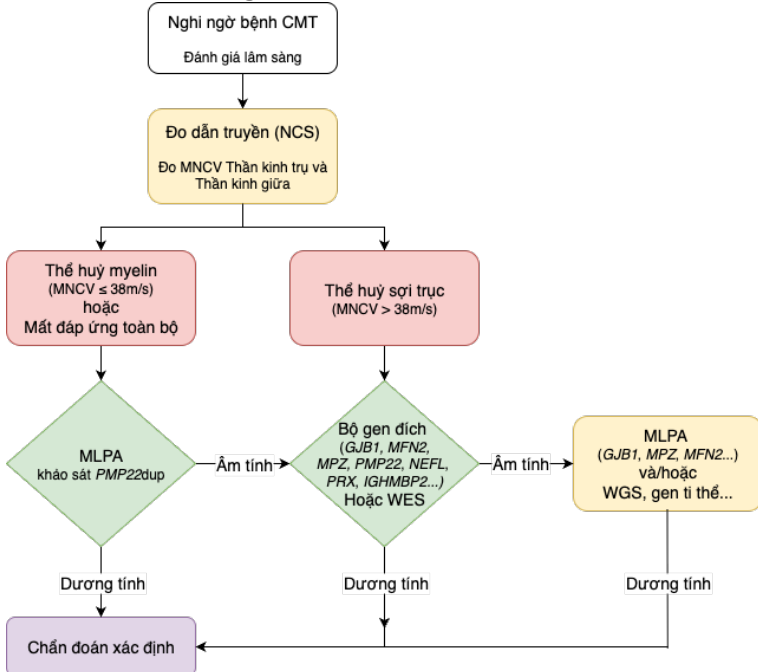 Nghi ngờ bệnh CMT
Đánh giá lâm sàng
Đo dẫn truyền (NCS)
Đo MNCV Thần kinh trụ và
Thần kinh giữa
Thể huỷ myelin
(MNCV ≤ 38m/s)
hoặc
Mất đáp ứng toàn bộ
Thể huỷ sợi trục
(MNCV > 38m/s)
MLPA
khảo sát PMP22dup
Âm tính
Bộ gen đích
(GJB1, MFN2,
MPZ, PMP22, NEFL,
PRX, IGHMBP2...)
Hoặc WES
Âm tính
MLPA
(GJB1, MPZ, MFN2...)
và/hoặc
WGS, gen ti thể...
Dương tính
Dương tính
Dương tính
Chẩn đoán xác định